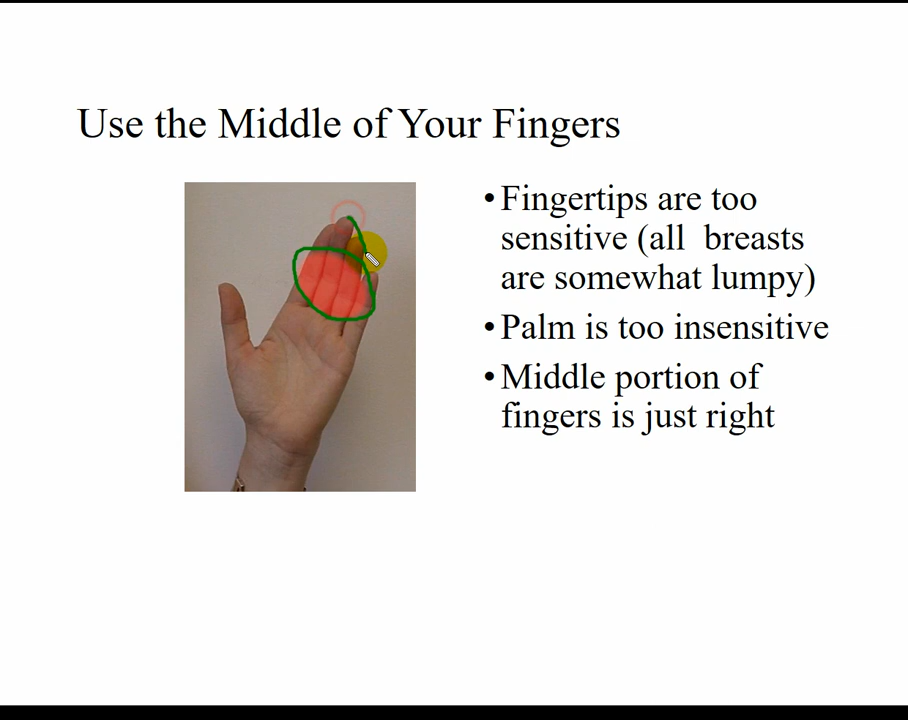 Use the Middle of Your Fingers
• Fingertips are too
sensitive (all  breasts
are somewhat lumpy)
• Palm is too insensitive
• Middle portion of
fingers is just right